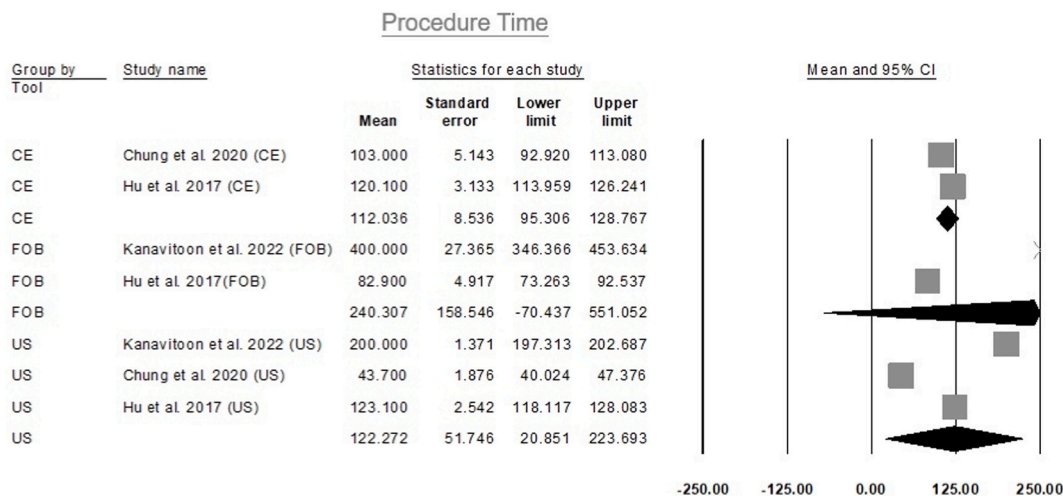 Procedure Time
Group by Tool Study name Statistics for each study Mean and 95% CI
Mean Standard error Lower limit Upper limit
CE Chung et al. 2020 (CE) 103.000 5.143 92.920 113.080
CE Hu et al. 2017 (CE) 120.100 3.133 113.959 126.241
CE 112.036 8.536 95.306 128.767
FOB Kanavitoon et al. 2022 (FOB) 400.000 27.365 346.366 453.634
FOB Hu et al. 2017(FOB) 82.900 4.917 73.263 92.537
FOB 240.307 158.546 -70.437 551.052
US Kanavitoon et al. 2022 (US) 200.000 1.371 197.313 202.687
US Chung et al. 2020 (US) 43.700 1.876 40.024 47.376
US Hu et al. 2017 (US) 123.100 2.542 118.117 128.083
US 122.272 51.746 20.851 223.693
-250.00 -125.00 0.00 125.00 250.00